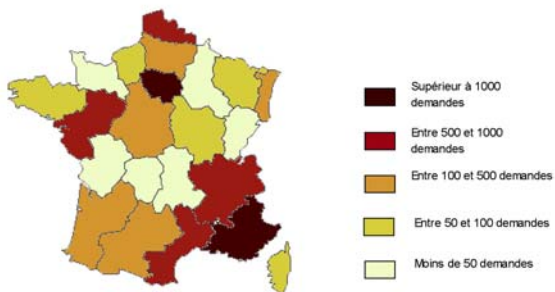 Supérieur à 1000
demandes
Entre 500 et 1000
demandes
Entre 100 et 500 demandes
Entre 50 et 100 demandes
Moins de 50 demandes